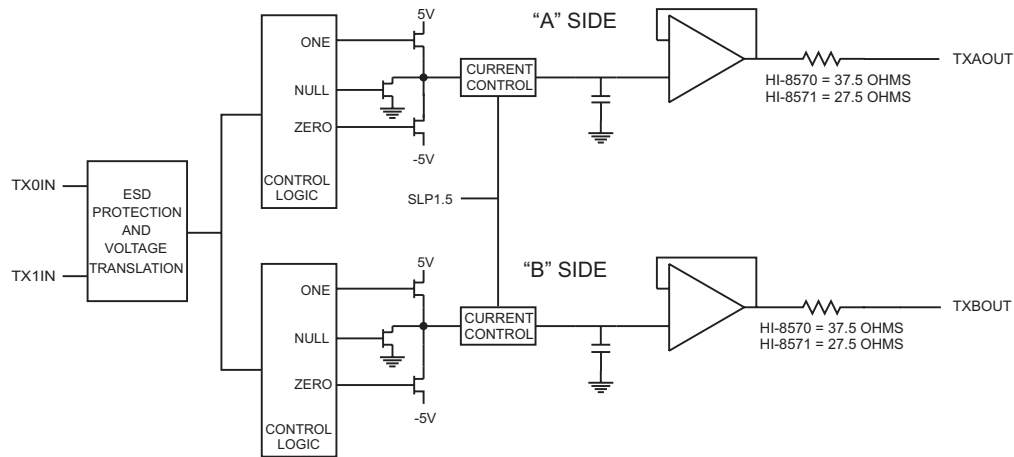 "A" SIDE
5V
ONE
NULL
ZERO
-5V
CONTROL
LOGIC
CURRENT
CONTROL
HI-8570 = 37.5 OHMS
HI-8571 = 27.5 OHMS
TXAOUT
TX0IN
TX1IN
ESD
PROTECTION
AND
VOLTAGE
TRANSLATION
SLP1.5
"B" SIDE
5V
ONE
NULL
ZERO
-5V
CONTROL
LOGIC
CURRENT
CONTROL
HI-8570 = 37.5 OHMS
HI-8571 = 27.5 OHMS
TXBOUT